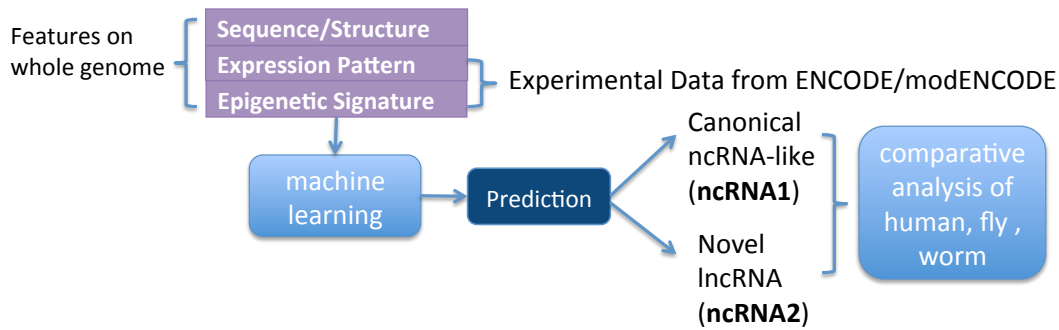 Features on
whole genome
Sequence/Structure
Expression Pattern
Epigenetic Signature
Experimental Data from ENCODE/modENCODE
machine
learning
Prediction
Canonical
ncRNA-like
(ncRNA1)
Novel
lncRNA
(ncRNA2)
comparative
analysis of
human, fly ,
worm